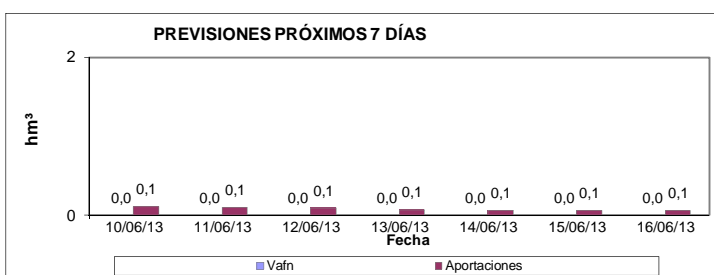 PREVISIONES PRÓXIMOS 7 DÍAS
2
hm³
0,0 0,1 0,0 0,1 0,0 0,1 0,0 0,1 0,0 0,1 0,0 0,1 0,0 0,1
0
10/06/13 11/06/13 12/06/13 13/06/13 14/06/13 15/06/13 16/06/13
Fecha
Vafn Aportaciones